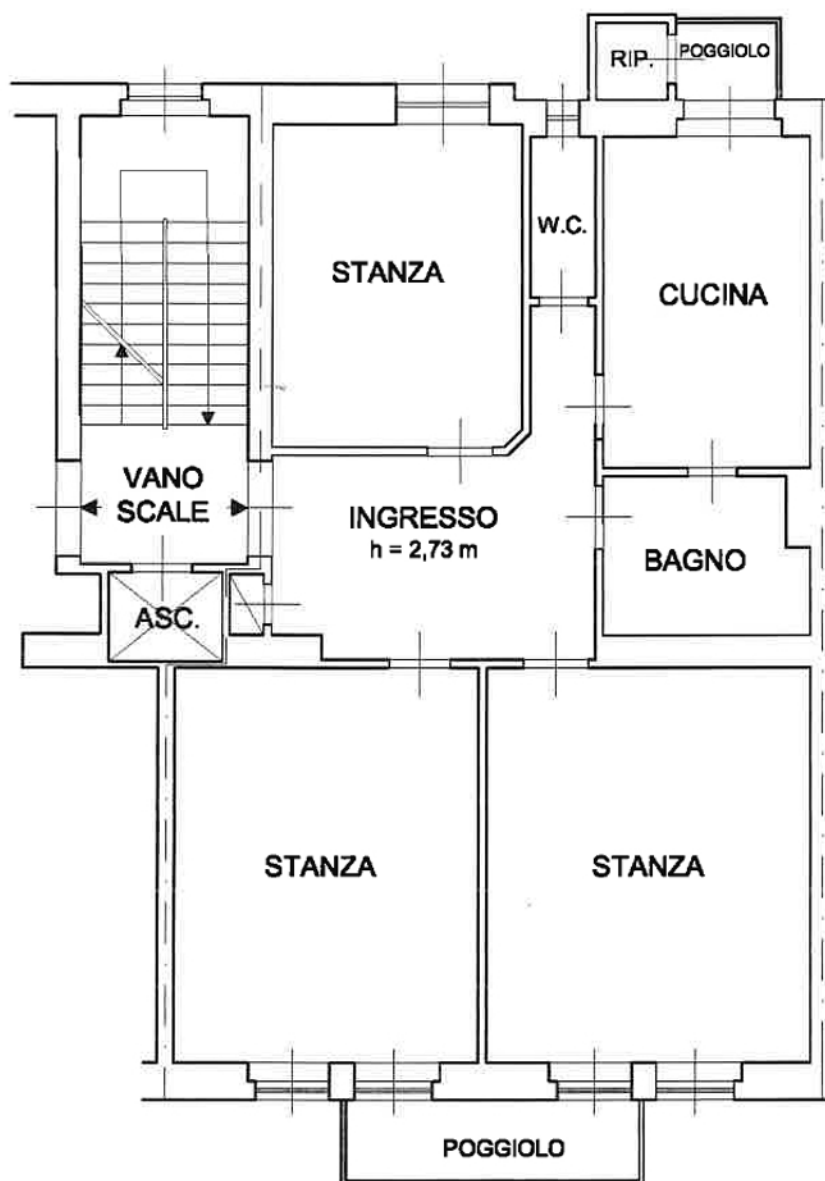 RIP.
POGGIOLO
W.C.
STANZA
CUCINA
VANO
SCALE
INGRESSO
h = 2,73 m
BAGNO
ASC.
STANZA
STANZA
POGGIOLO